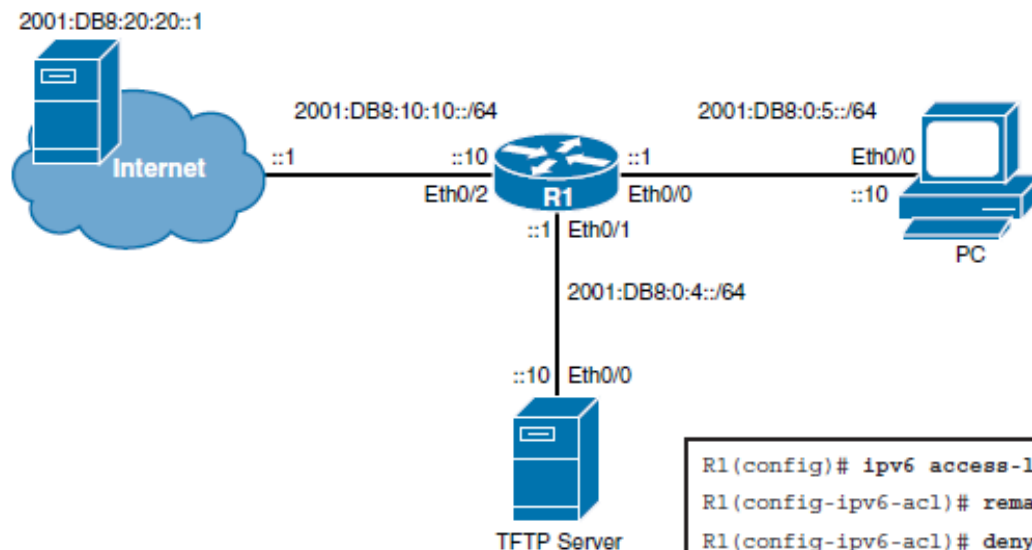 2001:DB8:20:20::1
2001:DB8:10:10::/64
2001:DB8:0:5::/64
Internet
::1
::10
::1
Eth0/0
Eth0/2
R1
Eth0/0
::10
::1
Eth0/1
PC
2001:DB8:0:4::/64
::10
Eth0/0
TFTP Server
R1(config)# ipv6 access-l
R1(config-ipv6-acl)# rema
R1(config-ipv6-acl)# deny